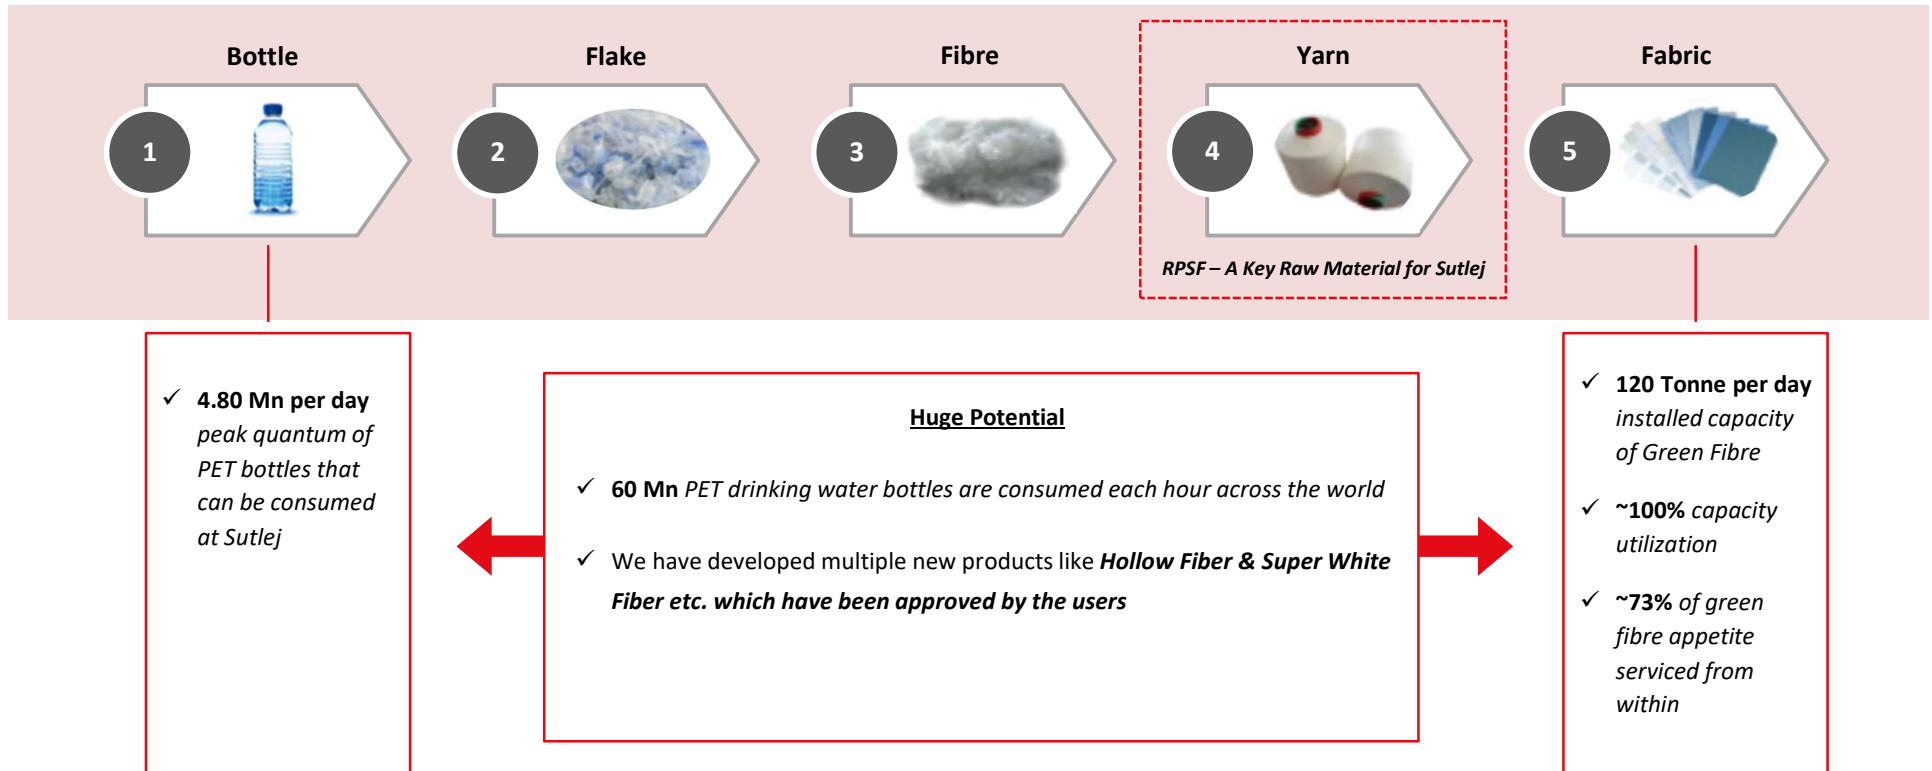 Bottle
Flake
Fibre
Yarn
Fabric
1
2
3
4
5
RPSF – A Key Raw Material for Sutlej
✓ 4.80 Mn per day
peak quantum of
PET bottles that
can be consumed
at Sutlej
Huge Potential
✓ 60 Mn PET drinking water bottles are consumed each hour across the world
✓ We have developed multiple new products like Hollow Fiber & Super White
Fiber etc. which have been approved by the users
✓ 120 Tonne per day
installed capacity
of Green Fibre
✓ ~100% capacity
utilization
✓ ~73% of green
fibre appetite
serviced from
within